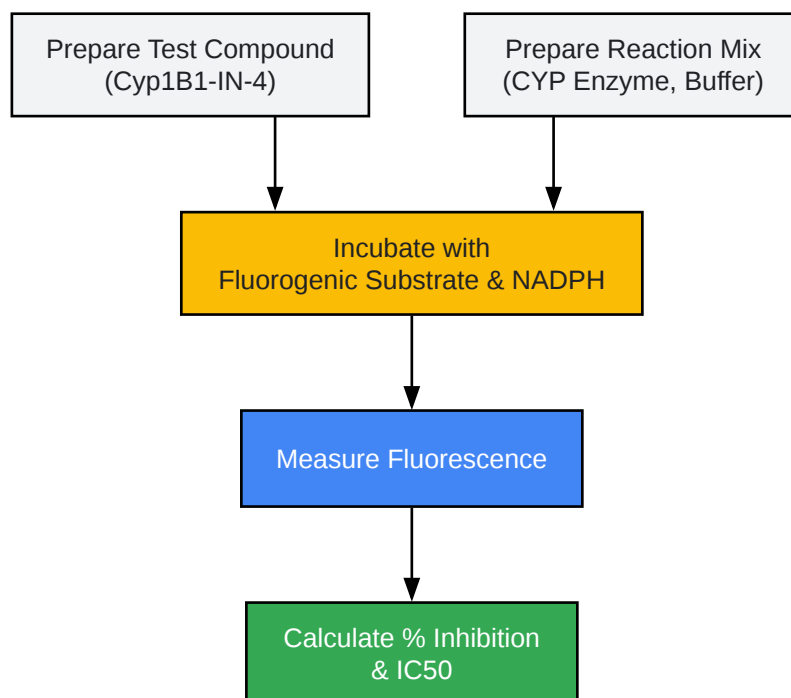 Prepare Test Compound
(Cyp1B1-IN-4)
Prepare Reaction Mix
(CYP Enzyme, Buffer)
Incubate with
Fluorogenic Substrate & NADPH
Measure Fluorescence
Calculate % Inhibition
& IC50